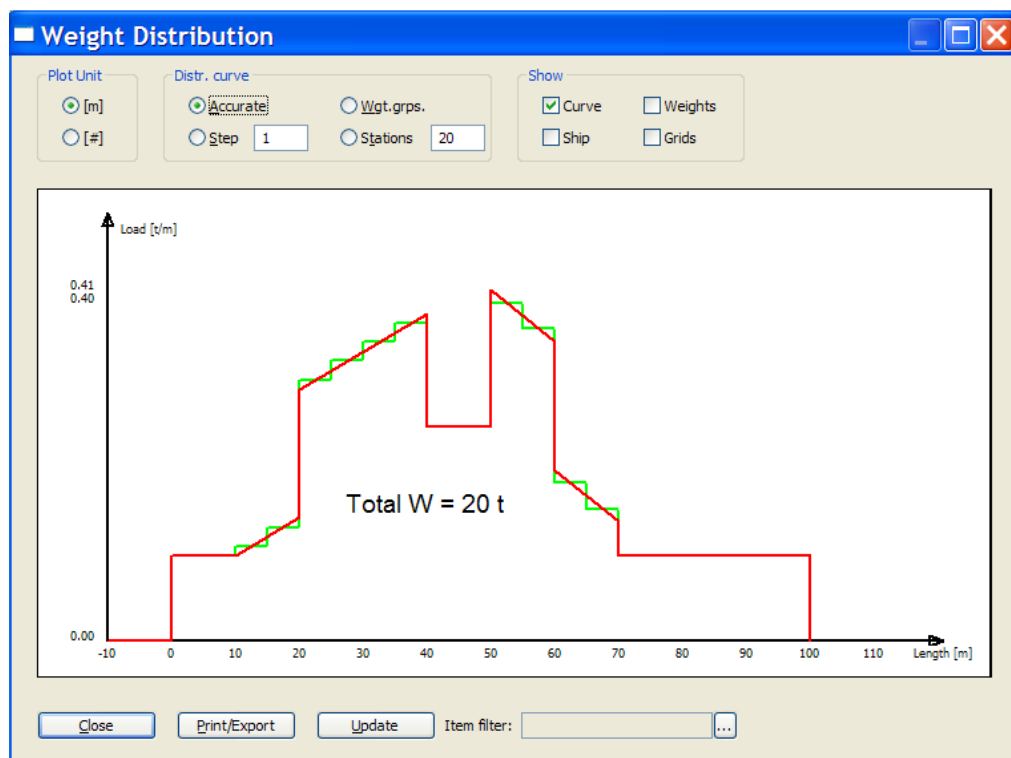 Weight Distribution
Plot Unit
[m]
[#]
Distr. curve
Accurate
Wgt.grps.
Step 1
Stations 20
Show
Curve
Weights
Ship
Grids
Load [t/m]
0.41
0.40
Total W = 20 t
0.00
-10 0 10 20 30 40 50 60 70 80 90 100 110 Length [m]
Close
Print/Export
Update
Item filter:
...